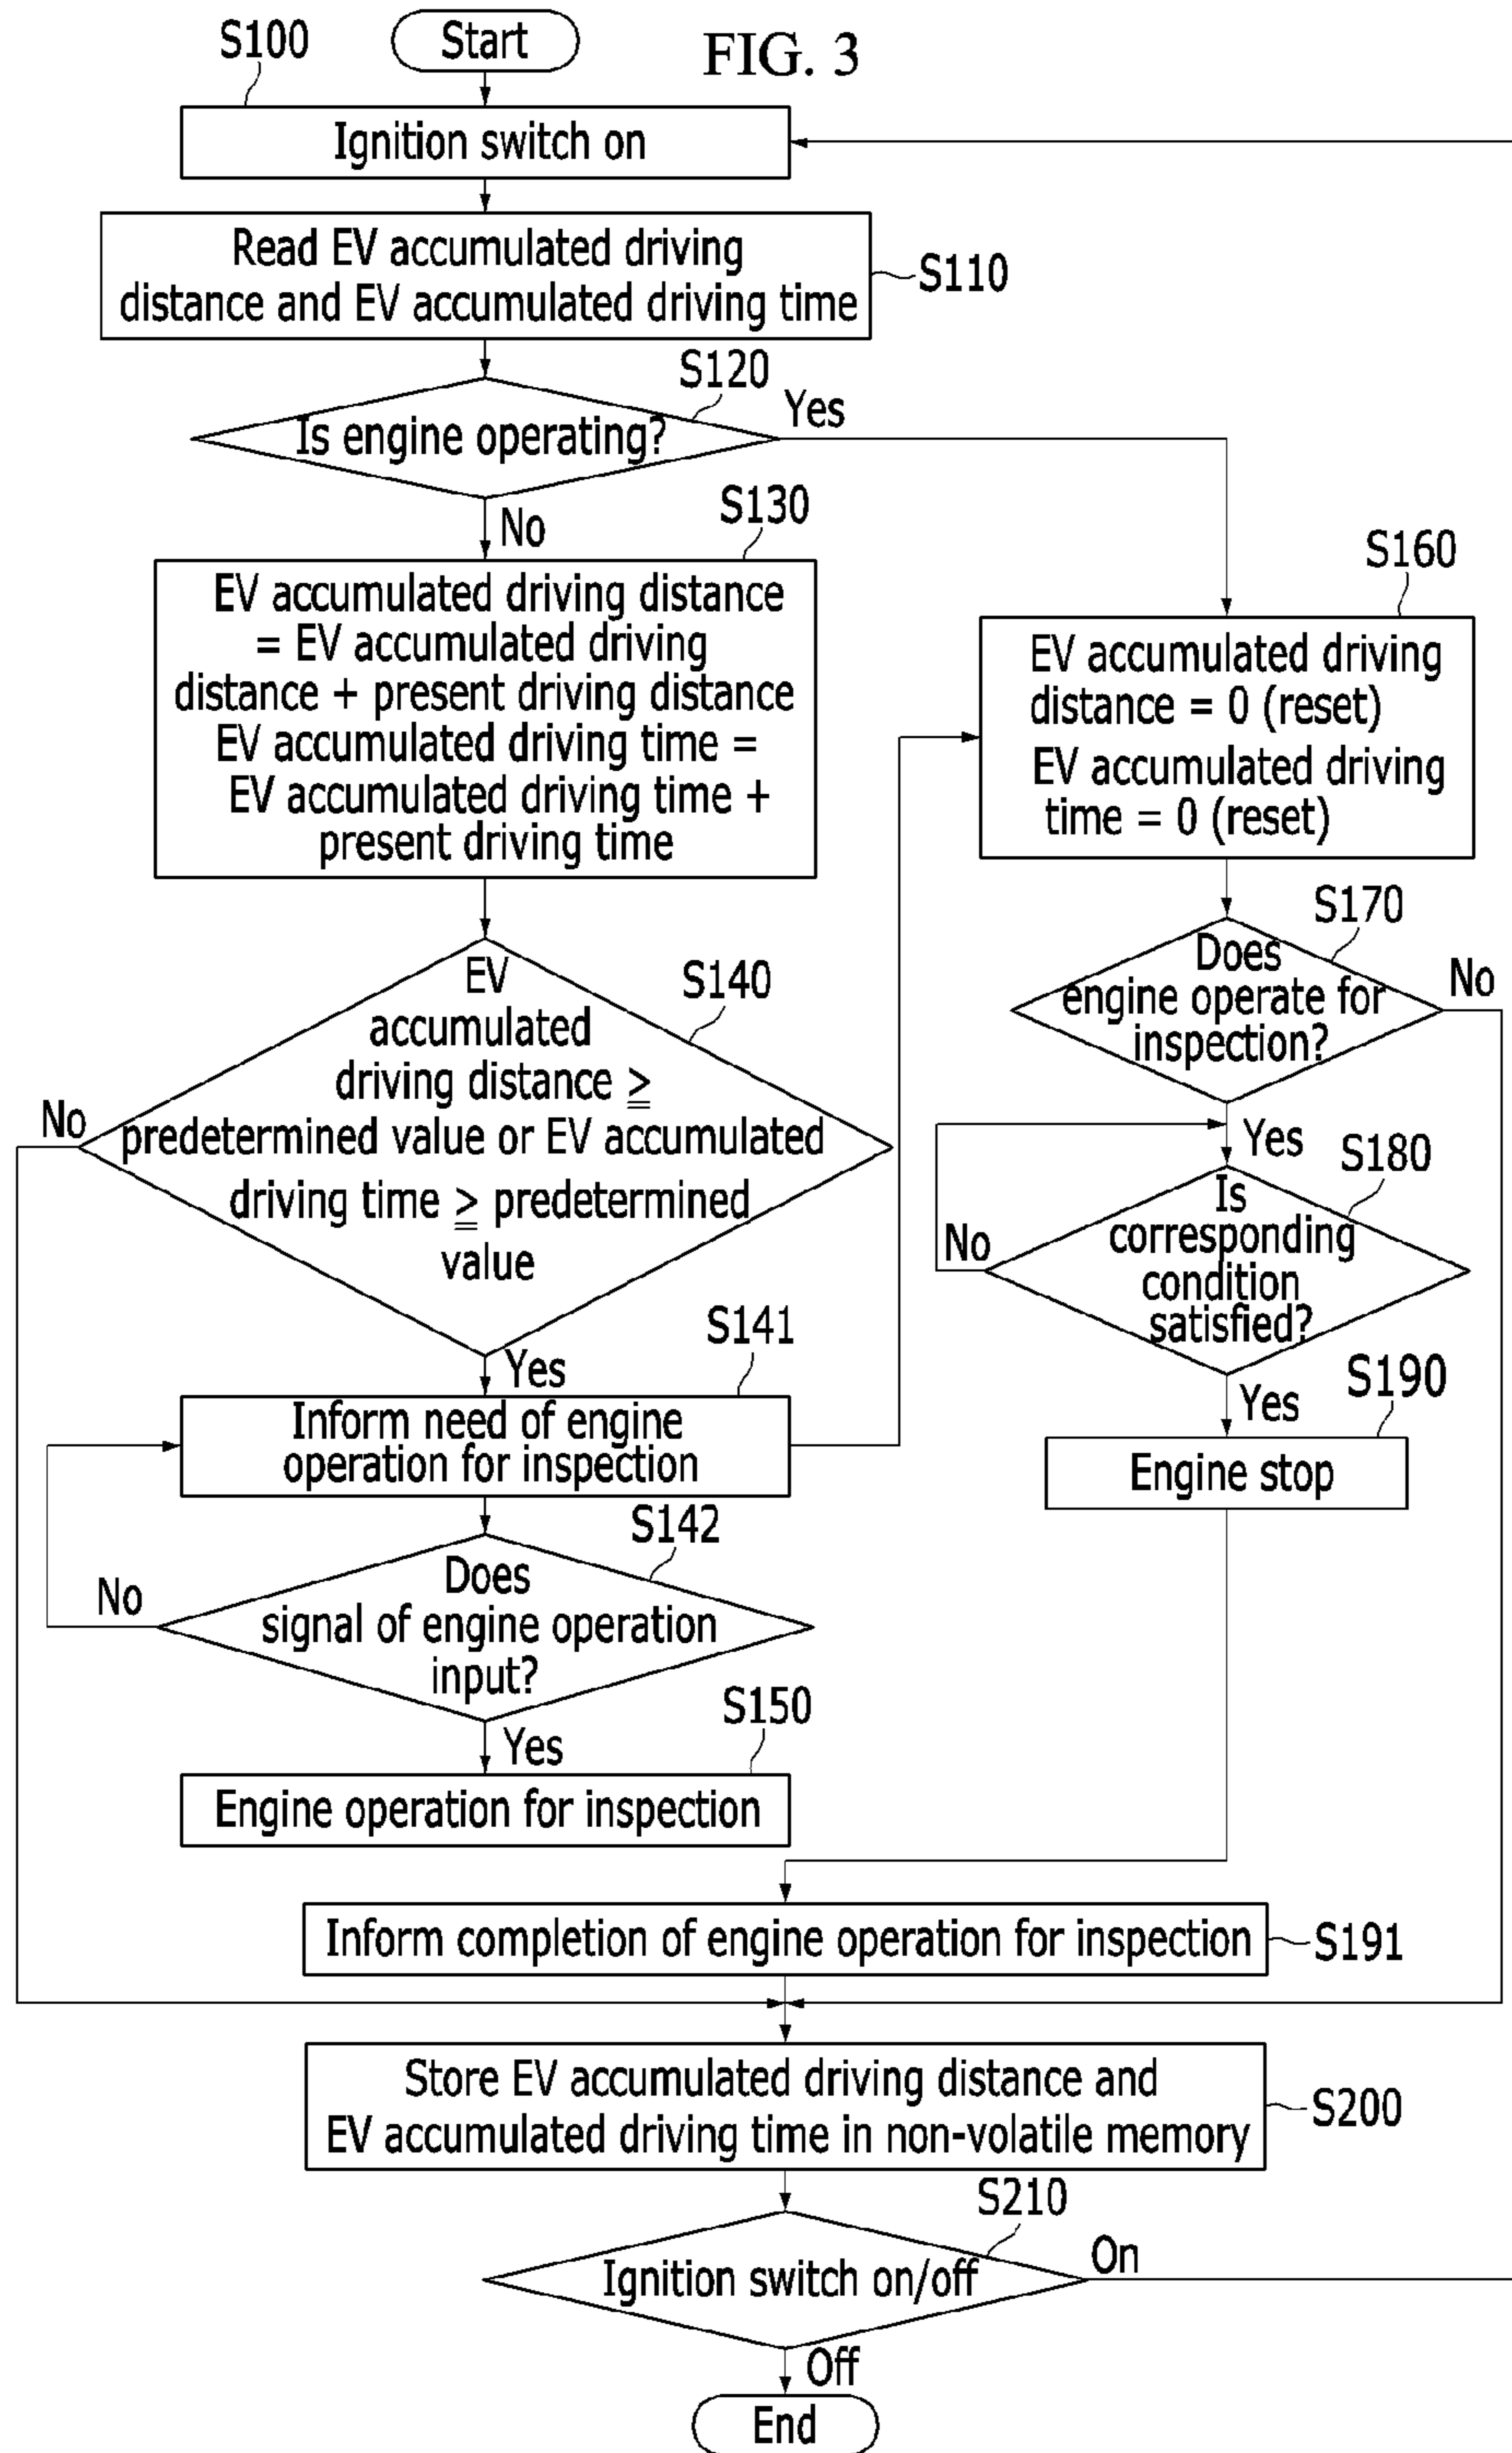 S100
Start
FIG. 3
Ignition switch on
Read EV accumulated driving
distance and EV accumulated driving time
S110
S120
Is engine operating?
Yes
No
S130
EV accumulated driving distance
= EV accumulated driving
distance + present driving distance
EV accumulated driving time =
EV accumulated driving time +
present driving time
S160
EV accumulated driving
distance = 0 (reset)
EV accumulated driving
time = 0 (reset)
S140
EV
accumulated
driving distance ≧
predetermined value or EV accumulated
driving time ≧ predetermined
value
No
Yes
S170
Does
engine operate for
inspection?
No
Yes
S180
Is
corresponding
condition
satisfied?
No
Yes
S141
Inform need of engine
operation for inspection
S190
Engine stop
S142
Does
signal of engine operation
input?
No
Yes
S150
Engine operation for inspection
Inform completion of engine operation for inspection
S191
Store EV accumulated driving distance and
EV accumulated driving time in non-volatile memory
S200
S210
Ignition switch on/off
On
Off
End